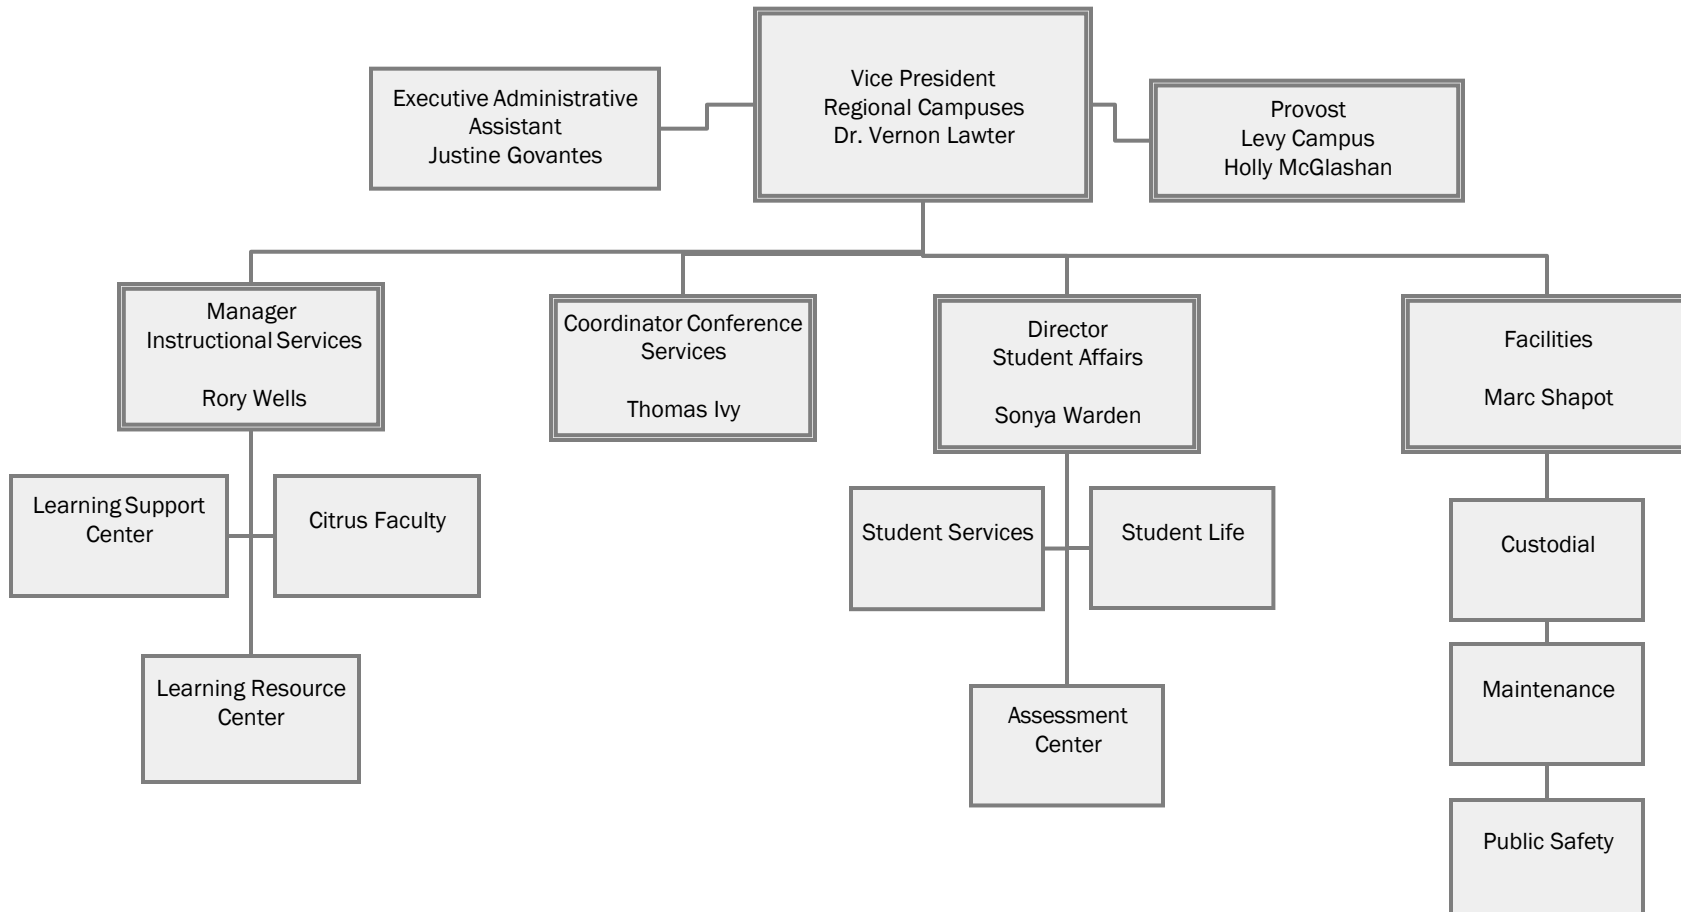 Vice President
Regional Campuses
Dr. Vernon Lawter
Executive Administrative
Assistant
Justine Govantes
Provost
Levy Campus
Holly McGlashan
Manager
Instructional Services
Rory Wells
Coordinator Conference
Services
Thomas Ivy
Director
Student Affairs
Sonya Warden
Facilities
Marc Shapot
Learning Support
Center
Citrus Faculty
Learning Resource
Center
Student Services
Student Life
Assessment
Center
Custodial
Maintenance
Public Safety